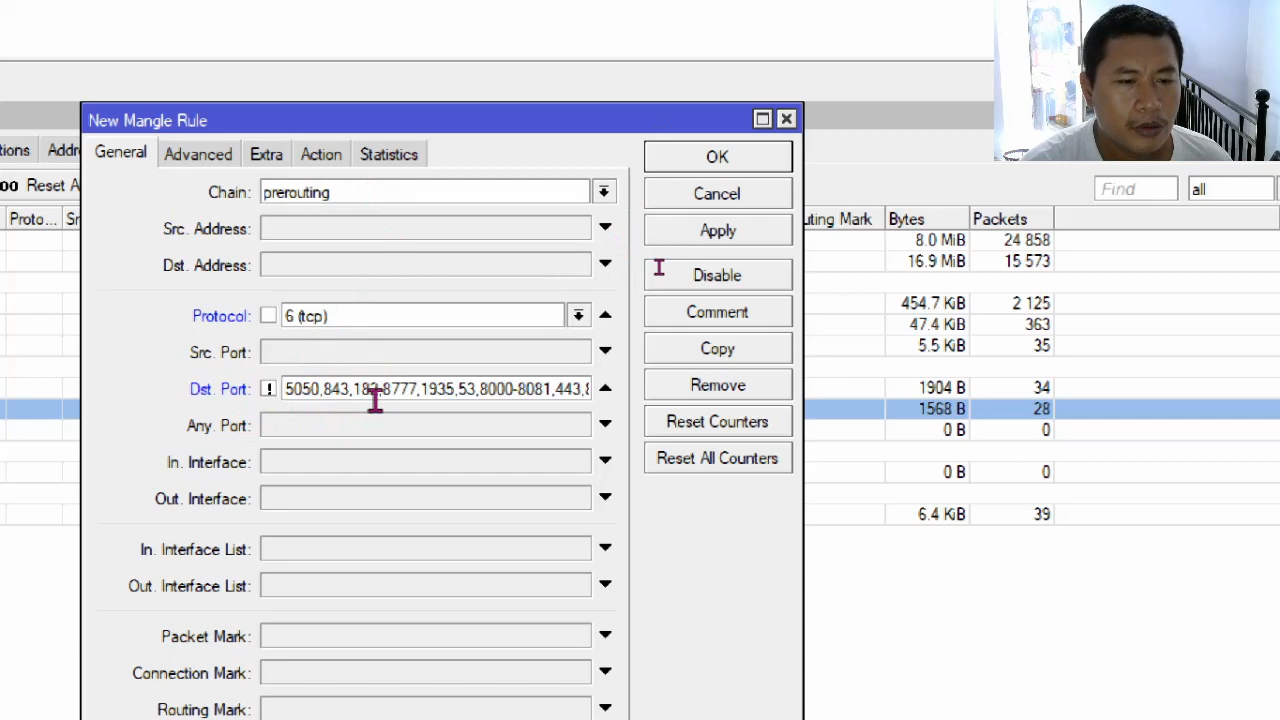 New Mangle Rule
General Advanced Extra Action Statistics
tions Addr
00 Reset A
Proto... Sr
Chain: prerouting
Src. Address:
Dst. Address:
Protocol: 6 (tcp)
Src. Port:
Dst. Port: ! 5050,843,182,8777,1935,53,8000-8081,443,8
Any. Port:
In. Interface:
Out. Interface:
In. Interface List:
Out. Interface List:
Packet Mark:
Connection Mark:
Routing Mark:
OK
Cancel
Apply
Disable
Comment
Copy
Remove
Reset Counters
Reset All Counters
Find all
uting Mark Bytes Packets
8.0 MiB 24 858
16.9 MiB 15 573
454.7 KiB 2 125
47.4 KiB 363
5.5 KiB 35
1904 B 34
1568 B 28
0 B 0
0 B 0
6.4 KiB 39